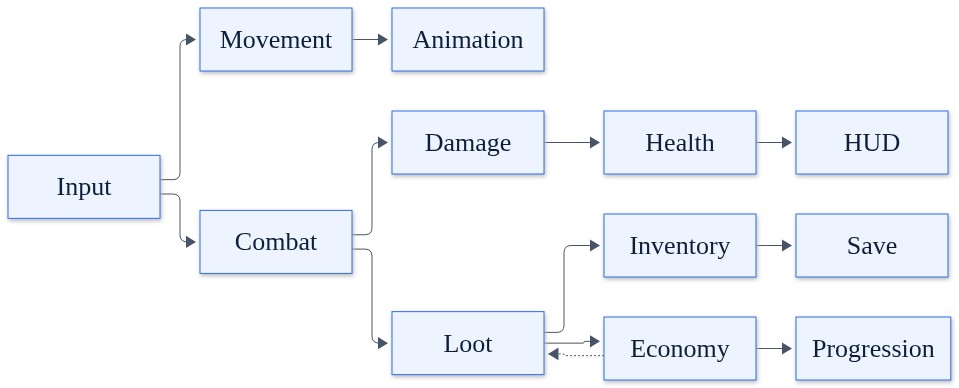 Movement
Animation
Damage
Health
HUD
Input
Combat
Inventory
Save
Loot
Economy
Progression